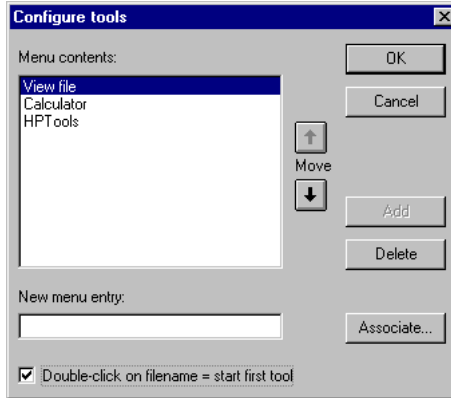 Configure tools
Menu contents:
OK
View file
Calculator
HPTools
Cancel
Move
Add
Delete
New menu entry:
Associate...
Double-click on filename = start first tool